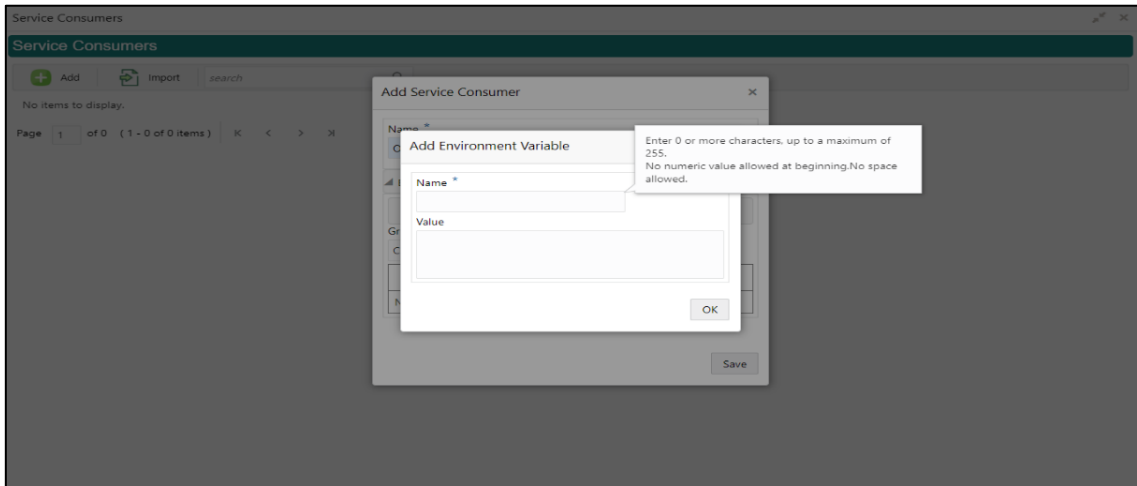 Service Consumers
Service Consumers
Add Import search
No items to display.
Page 1 of 0 ( 1 - 0 of 0 items )
Add Service Consumer
Name *
Add Environment Variable
Enter 0 or more characters, up to a maximum of
255.
No numeric value allowed at beginning.No space
allowed.
Name *
Value
OK
Save